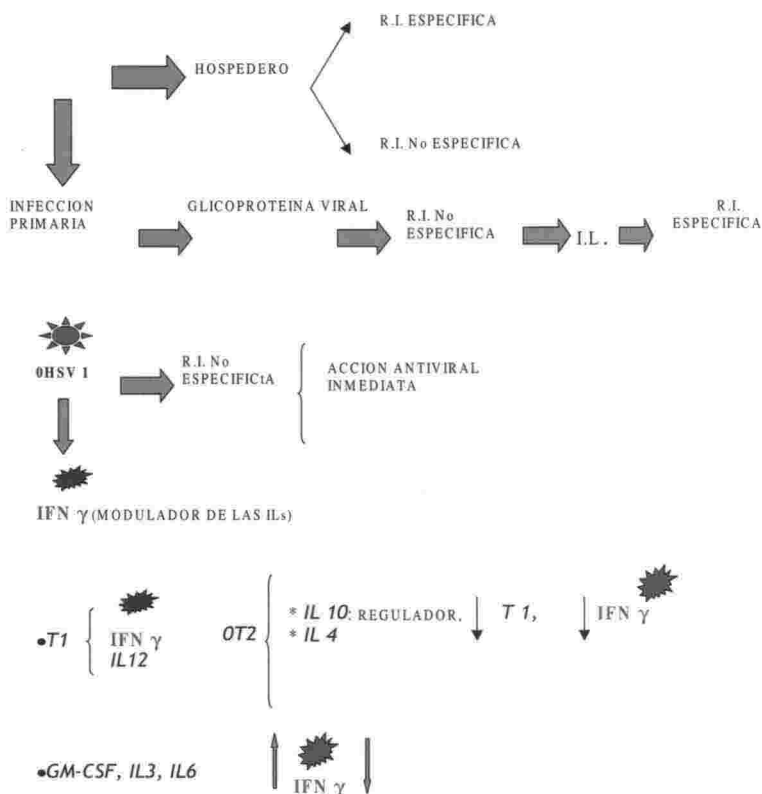 R.I. ESPECIFICA
HOSPEDERO
R.I. No ESPECIFICA
INFECCION
PRIMARIA
GLICOPROTEINA VIRAL
R.I. No
ESPECIFICA
I.L.
R.I.
ESPECIFICA
0HSV 1
R.I. No
ESPECIFICtA
ACCION ANTIVIRAL
INMEDIATA
IFN γ (MODULADOR DE LAS ILs)
•T1
IFN γ
IL12
0T2
* IL 10: REGULADOR,
* IL 4
T 1,
IFN γ
•GM-CSF, IL3, IL6
IFN γ